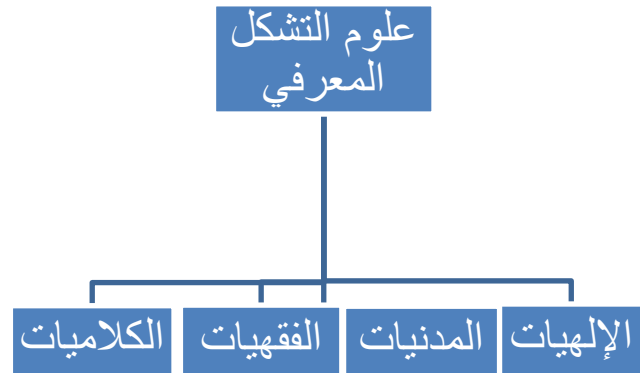 علوم التشكل
المعرفي
الإلهيات
المدنيات
الفقهيات
الكلاميات